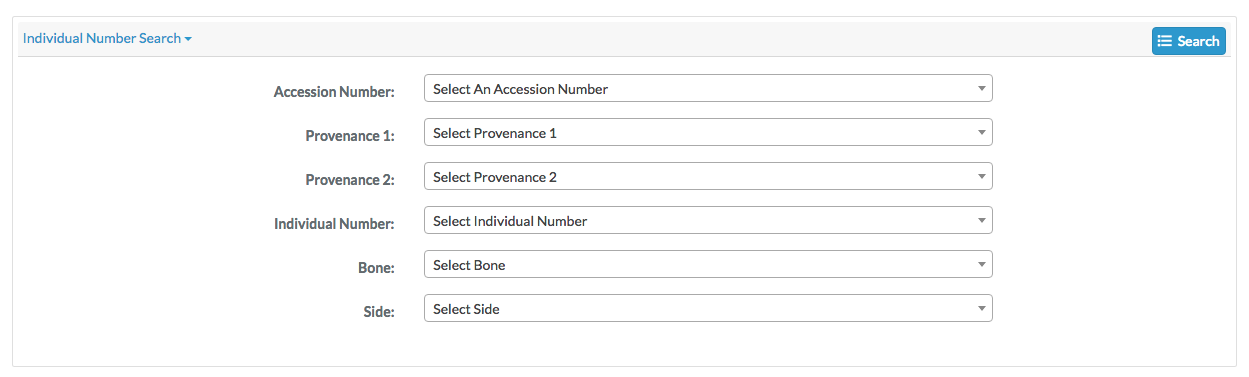 Individual Number Search
Search
Accession Number: Select An Accession Number
Provenance 1: Select Provenance 1
Provenance 2: Select Provenance 2
Individual Number: Select Individual Number
Bone: Select Bone
Side: Select Side